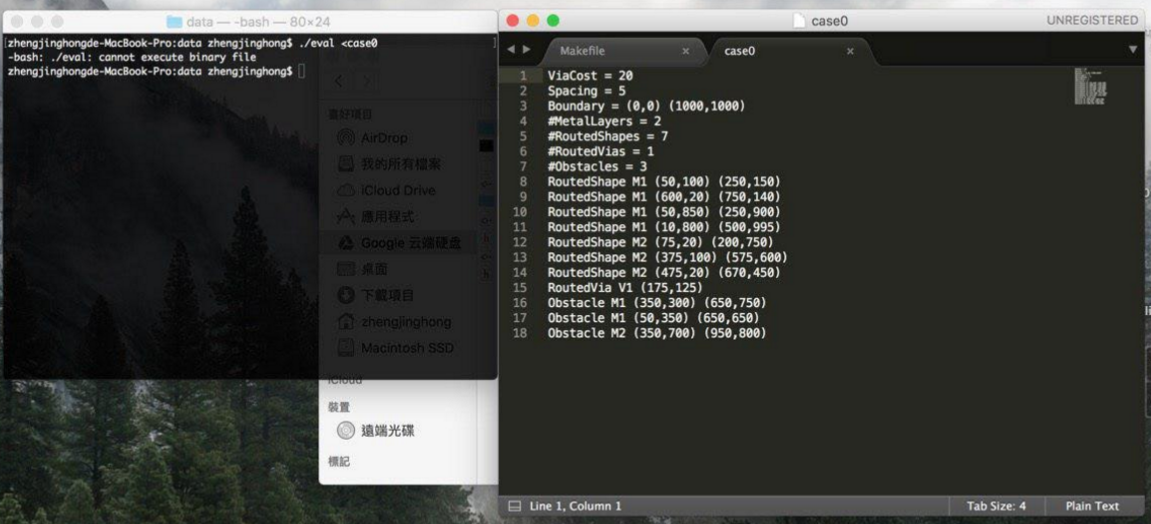 data — -bash — 80×24
zhengjinghongde-MacBook-Pro:data zhengjinghong$ ./eval <case0
-bash: ./eval: cannot execute binary file
zhengjinghongde-MacBook-Pro:data zhengjinghong$
喜好項目
AirDrop
我的所有檔案
iCloud Drive
應用程式
Google 云端硬盘
桌面
下載項目
zhengjinghong
Macintosh SSD
iCloud
裝置
遠端光碟
標記
case0
UNREGISTERED
Makefile ×
case0 ×
1 ViaCost = 20
2 Spacing = 5
3 Boundary = (0,0) (1000,1000)
4 #MetalLayers = 2
5 #RoutedShapes = 7
6 #RoutedVias = 1
7 #Obstacles = 3
8 RoutedShape M1 (50,100) (250,150)
9 RoutedShape M1 (600,20) (750,140)
10 RoutedShape M1 (50,850) (250,900)
11 RoutedShape M1 (10,800) (500,995)
12 RoutedShape M2 (75,20) (200,750)
13 RoutedShape M2 (375,100) (575,600)
14 RoutedShape M2 (475,20) (670,450)
15 RoutedVia V1 (175,125)
16 Obstacle M1 (350,300) (650,750)
17 Obstacle M1 (50,350) (650,650)
18 Obstacle M2 (350,700) (950,800)
Line 1, Column 1
Tab Size: 4
Plain Text